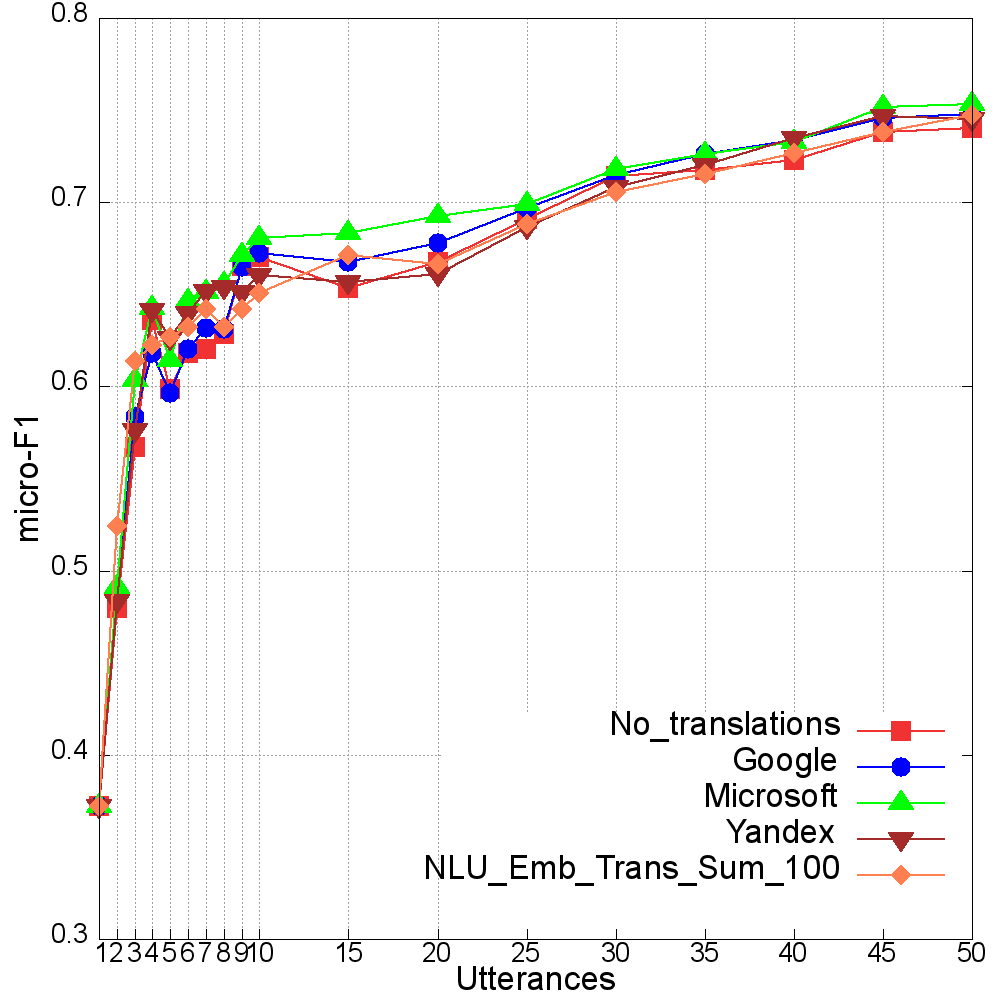 0.8
0.7
0.6
0.5
0.4
0.3
micro-F1
No_translations
Google
Microsoft
Yandex
NLU_Emb_Trans_Sum_100
1 2 3 4 5 6 7 8 9 10 15 20 25 30 35 40 45 50
Utterances